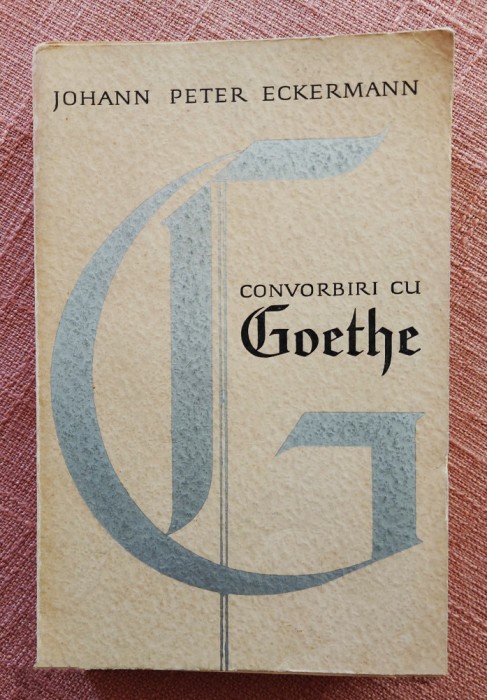 JOHANN PETER ECKERMANN
G
CONVORBIRI CU
Goethe